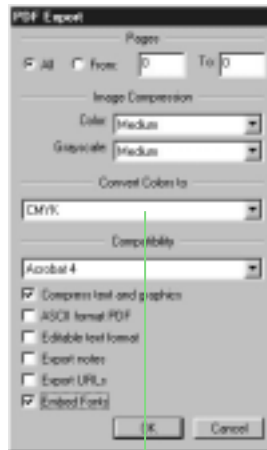 PDF Export
Pages
All From: 0 To 0
Image Compression
Color: Medium
Grayscale: Medium
Convert Colors to
CMYK
Compatibility
Acrobat 4
Compress text and graphics
ASCII format PDF
Editable text format
Export notes
Export URLs
Embed Fonts
OK Cancel